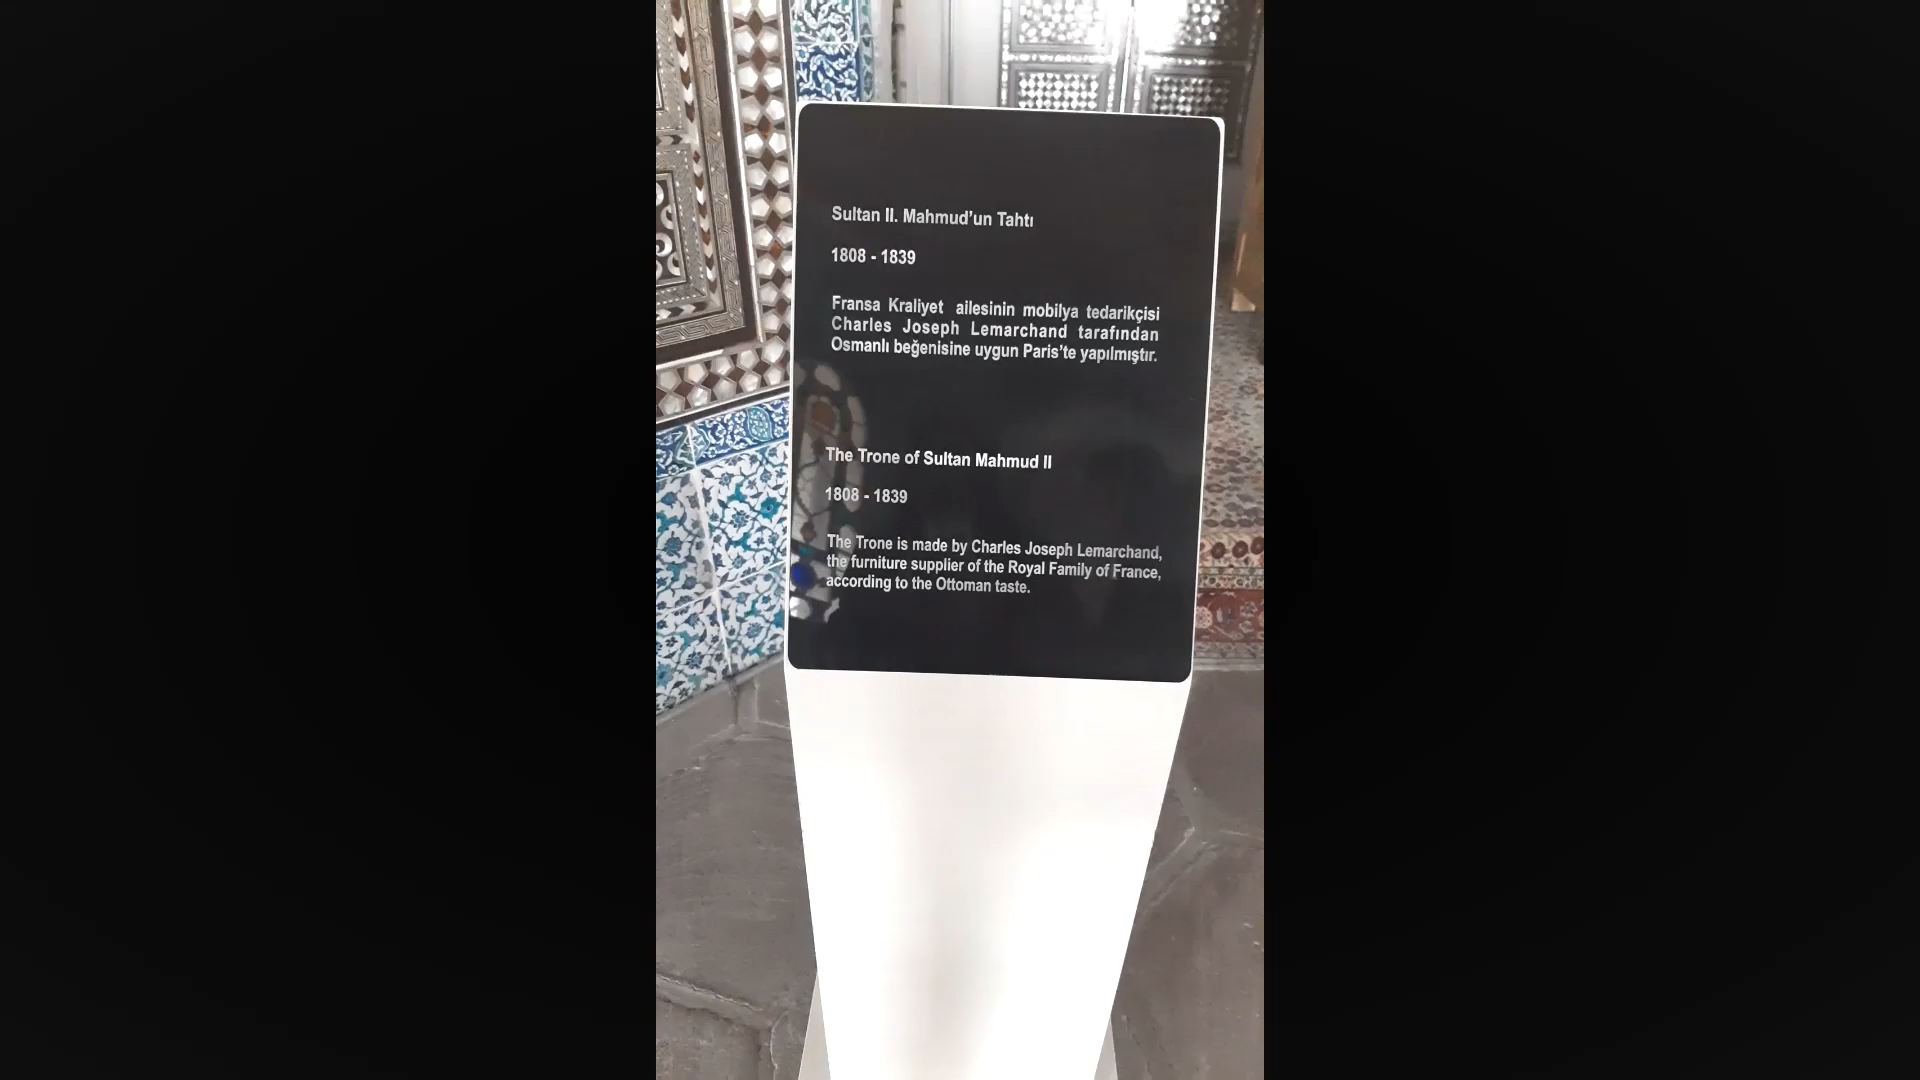 Sultan II. Mahmud'un Tahtı
1808 - 1839
Fransa Kraliyet ailesinin mobilya tedarikçisi
Charles Joseph Lemarchand tarafından
Osmanlı beğenisine uygun Paris'te yapılmıştır.
The Trone of Sultan Mahmud II
1808 - 1839
The Trone is made by Charles Joseph Lemarchand,
the furniture supplier of the Royal Family of France,
according to the Ottoman taste.